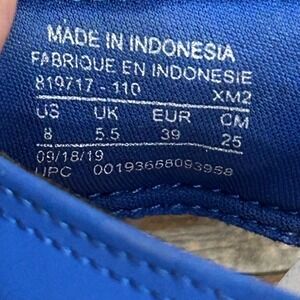 MADE IN INDONESIA
FABRIQUE EN INDONESIE
819717-110 XM2
US UK EUR CM
8 5.5 39 25
09/18/19
UPC 00193668093958